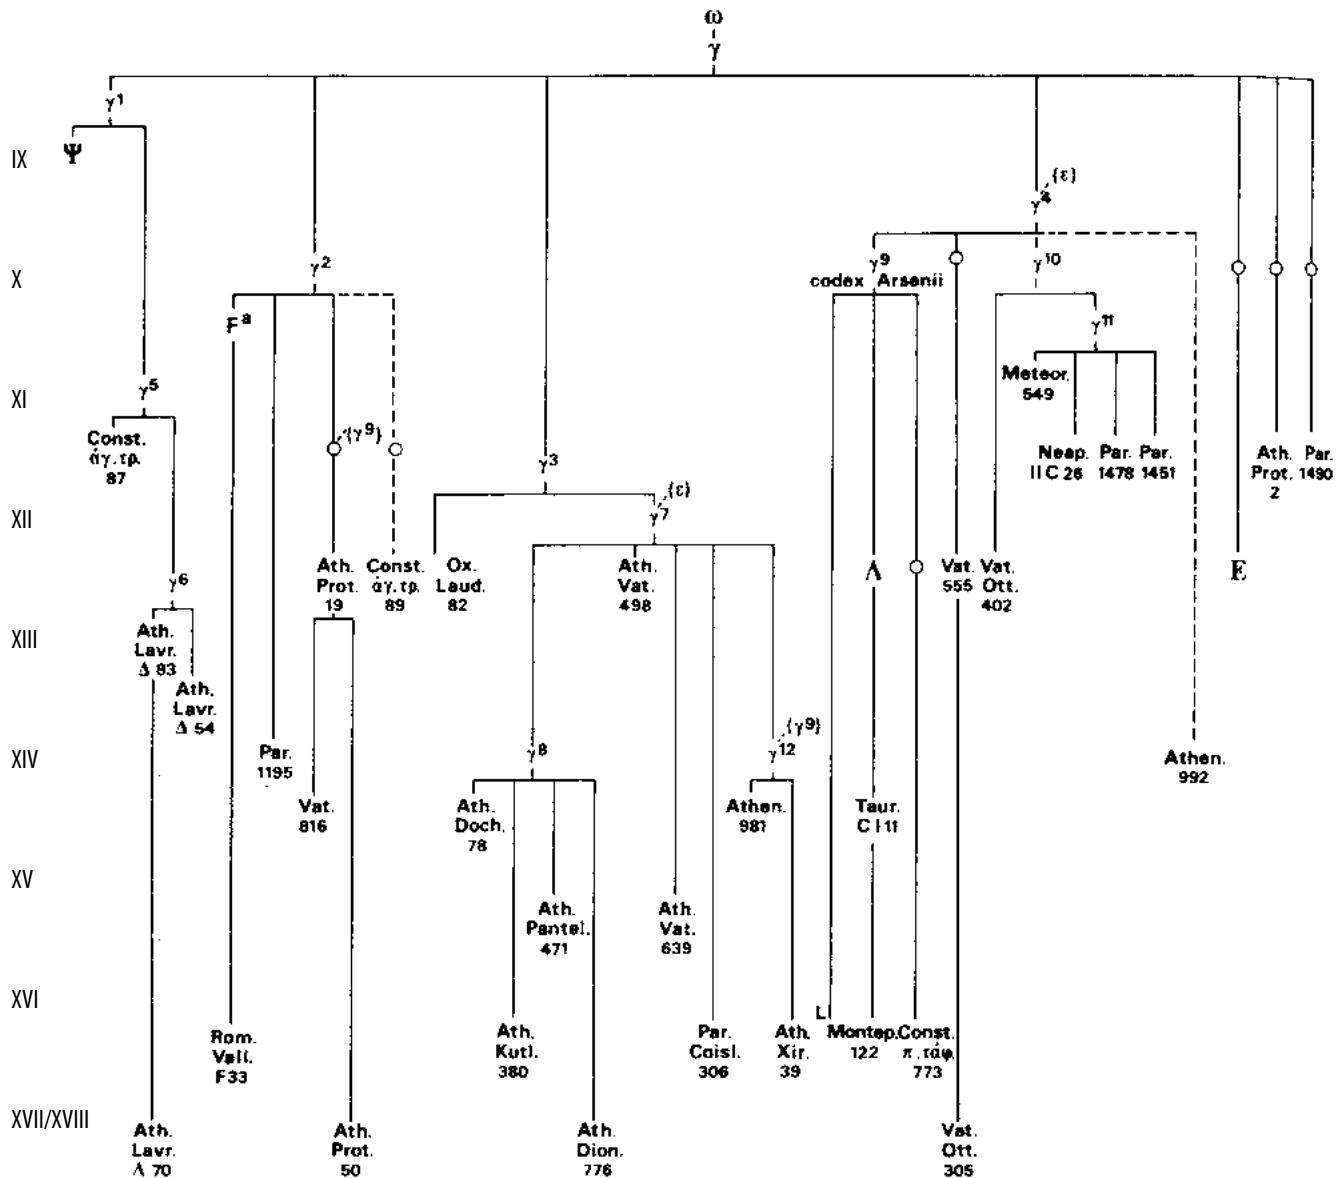 ω
γ
γ1
Ψ
IX
(ε)
γ4
γ2
X
γ9
γ10
codex Arsenii
Fa
γ11
Meteor.
549
γ5
XI
Const.
ἁγ.τρ.
87
(γ9)
Neap.
II C 26
Par.
1478
Par.
1451
Ath.
Prot.
2
Par.
1490
γ3
(ε)
γ7
XII
γ6
Ath.
Prot.
19
Const.
ἁγ.τρ.
89
Ox.
Laud.
82
Ath.
Vat.
498
Λ
Vat.
555
Vat.
Ott.
402
E
XIII
Ath.
Lavr.
Δ 83
Ath.
Lavr.
Δ 54
XIV
Par.
1195
Vat.
816
γ8
(γ9)
γ12
Athen.
992
Ath.
Doch.
78
Athen.
981
Taur.
C I 11
XV
Ath.
Pantel.
471
Ath.
Vat.
639
XVI
Rom.
Vall.
F33
Ath.
Kutl.
380
Par.
Coisl.
306
Ath.
Xir.
39
L
Montep.
122
Const.
π.τάφ.
773
XVII/XVIII
Ath.
Lavr.
Λ 70
Ath.
Prot.
50
Ath.
Dion.
776
Vat.
Ott.
305